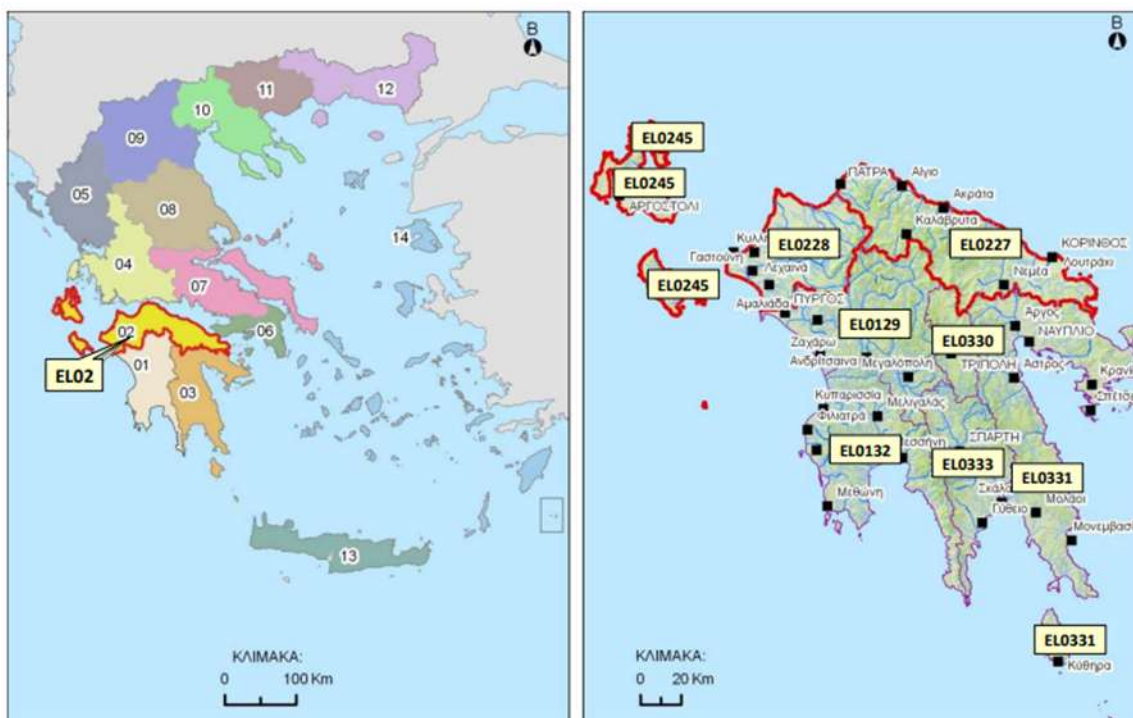 B
11
12
10
09
05
08
14
04
07
06
02
EL02
01
03
13
ΚΛΙΜΑΚΑ:
0 100 Km
B
EL0245
EL0245
ΑΡΓΟΣΤΟΛΙ
ΠΑΤΡΑ
Αίγιο
Ακράτα
Καλάβρυτα
EL0228
EL0227
ΚΟΡΙΝΘΟΣ
Λουτράκι
Γαστούνη
Λεχαινά
Νεμέα
EL0245
Αμαλιάδα
ΠΥΡΓΟΣ
Άργος
ΝΑΥΠΛΙΟ
EL0129
Ζαχάρω
EL0330
Ανδρίτσαινα
Μεγαλόπολη
ΤΡΙΠΟΛΗ
Άστρος
Κυπαρισσία
Μελιγαλάς
Φιλιατρά
ΣΠΑΡΤΗ
EL0132
EL0333
EL0331
Μεθώνη
Γύθειο
Μολάοι
EL0331
Κύθηρα
ΚΛΙΜΑΚΑ:
0 20 Km